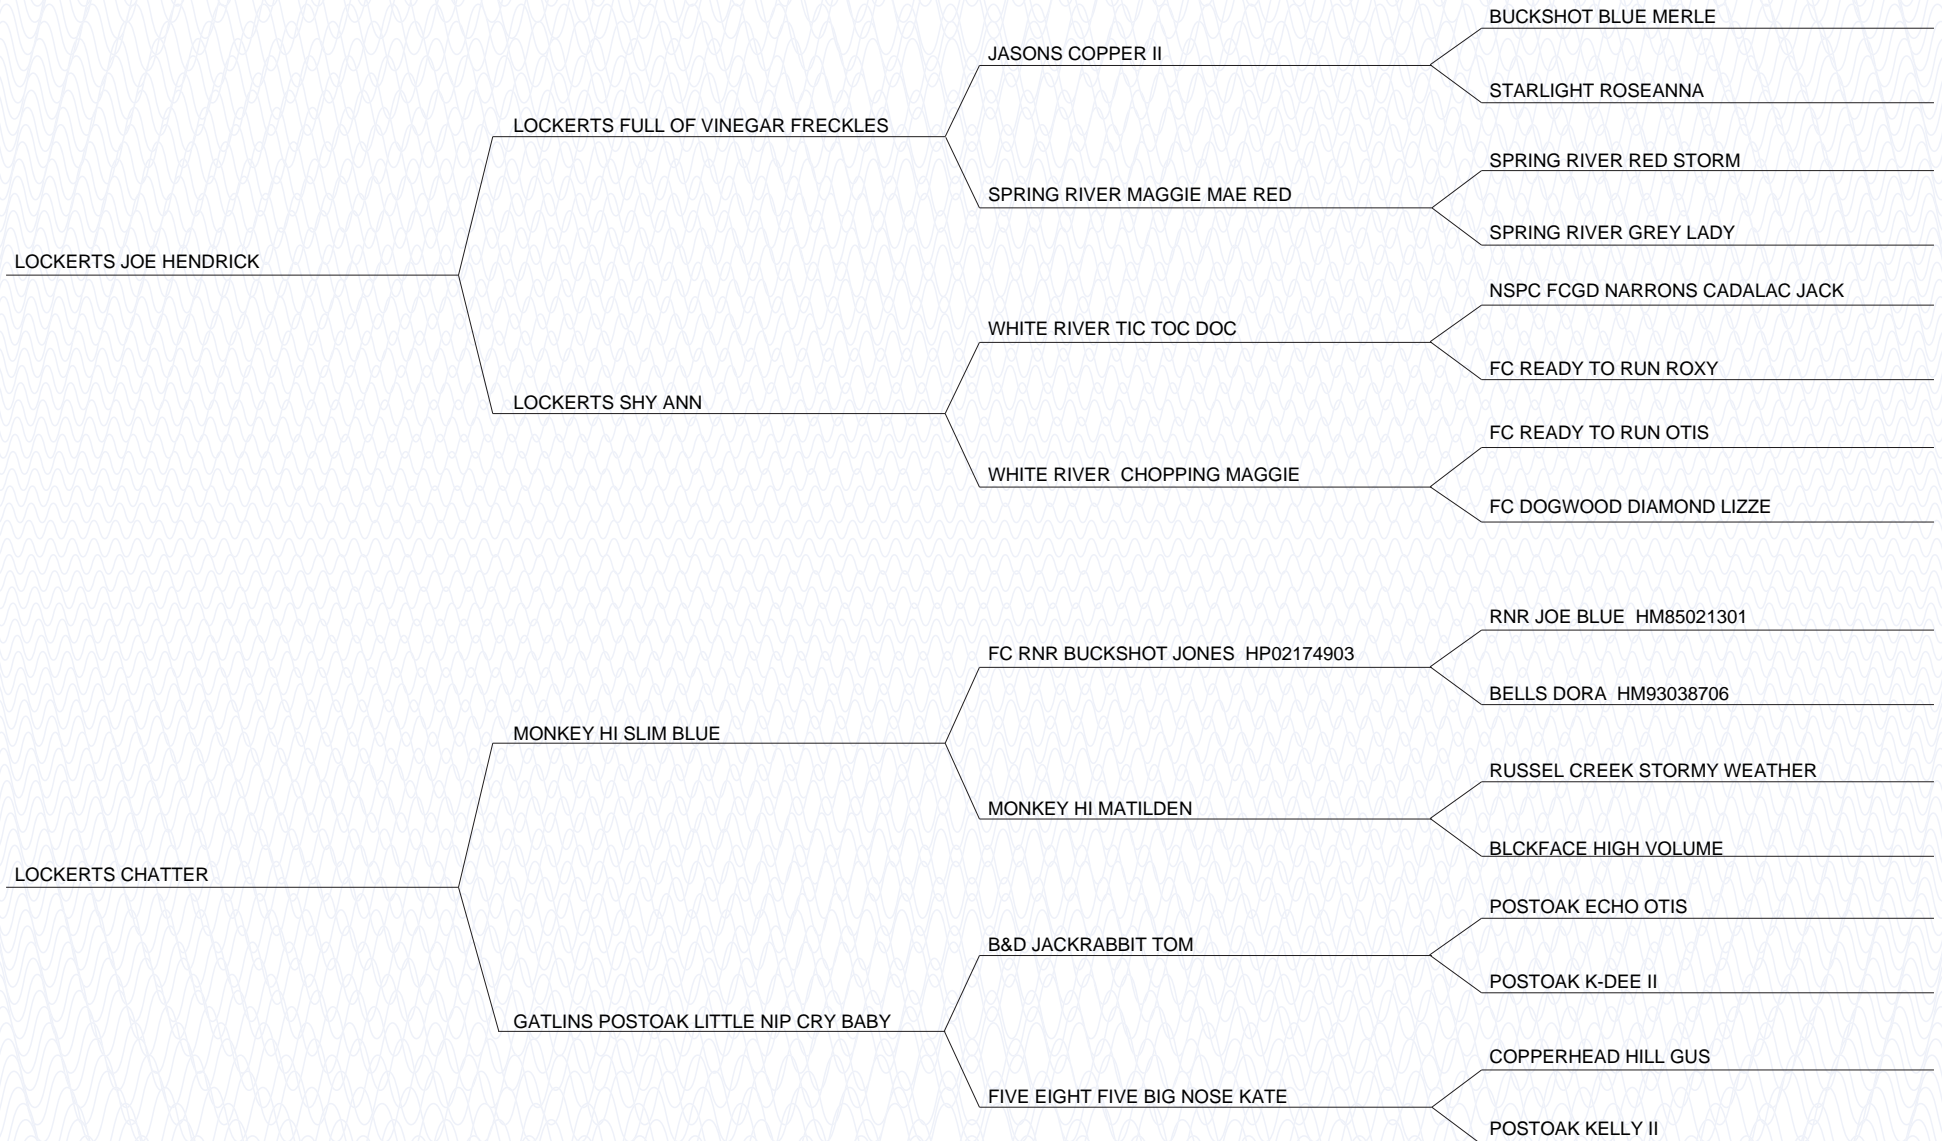 BUCKSHOT BLUE MERLE
JASONS COPPER II
STARLIGHT ROSEANNA
LOCKERTS FULL OF VINEGAR FRECKLES
SPRING RIVER RED STORM
SPRING RIVER MAGGIE MAE RED
SPRING RIVER GREY LADY
LOCKERTS JOE HENDRICK
NSPC FCGD NARRONS CADALAC JACK
WHITE RIVER TIC TOC DOC
FC READY TO RUN ROXY
LOCKERTS SHY ANN
FC READY TO RUN OTIS
WHITE RIVER  CHOPPING MAGGIE
FC DOGWOOD DIAMOND LIZZE
RNR JOE BLUE  HM85021301
FC RNR BUCKSHOT JONES  HP02174903
BELLS DORA  HM93038706
MONKEY HI SLIM BLUE
RUSSEL CREEK STORMY WEATHER
MONKEY HI MATILDEN
BLCKFACE HIGH VOLUME
LOCKERTS CHATTER
POSTOAK ECHO OTIS
B&D JACKRABBIT TOM
POSTOAK K-DEE II
GATLINS POSTOAK LITTLE NIP CRY BABY
COPPERHEAD HILL GUS
FIVE EIGHT FIVE BIG NOSE KATE
POSTOAK KELLY II